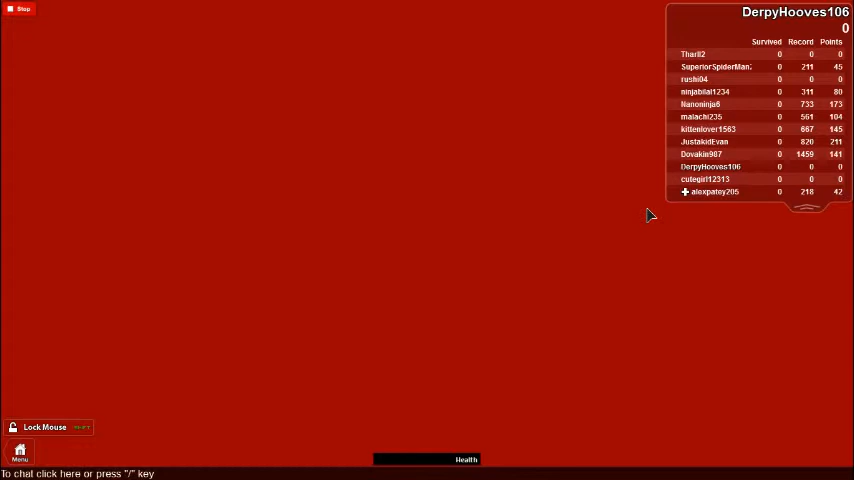 Stop
DerpyHooves106
0
Survived Record Points
Tharll2 0 0 0
SuperiorSpiderMan: 0 211 45
rushi04 0 0 0
ninjabilal1234 0 311 80
Nanoninja6 0 733 173
malachi235 0 561 104
kittenlover1563 0 667 145
JustakidEvan 0 820 211
Dovakin987 0 1459 141
DerpyHooves106 0 0 0
cutegirl12313 0 0 0
alexpatey205 0 218 42
Lock Mouse SHIFT
Menu
Health
To chat click here or press "/" key